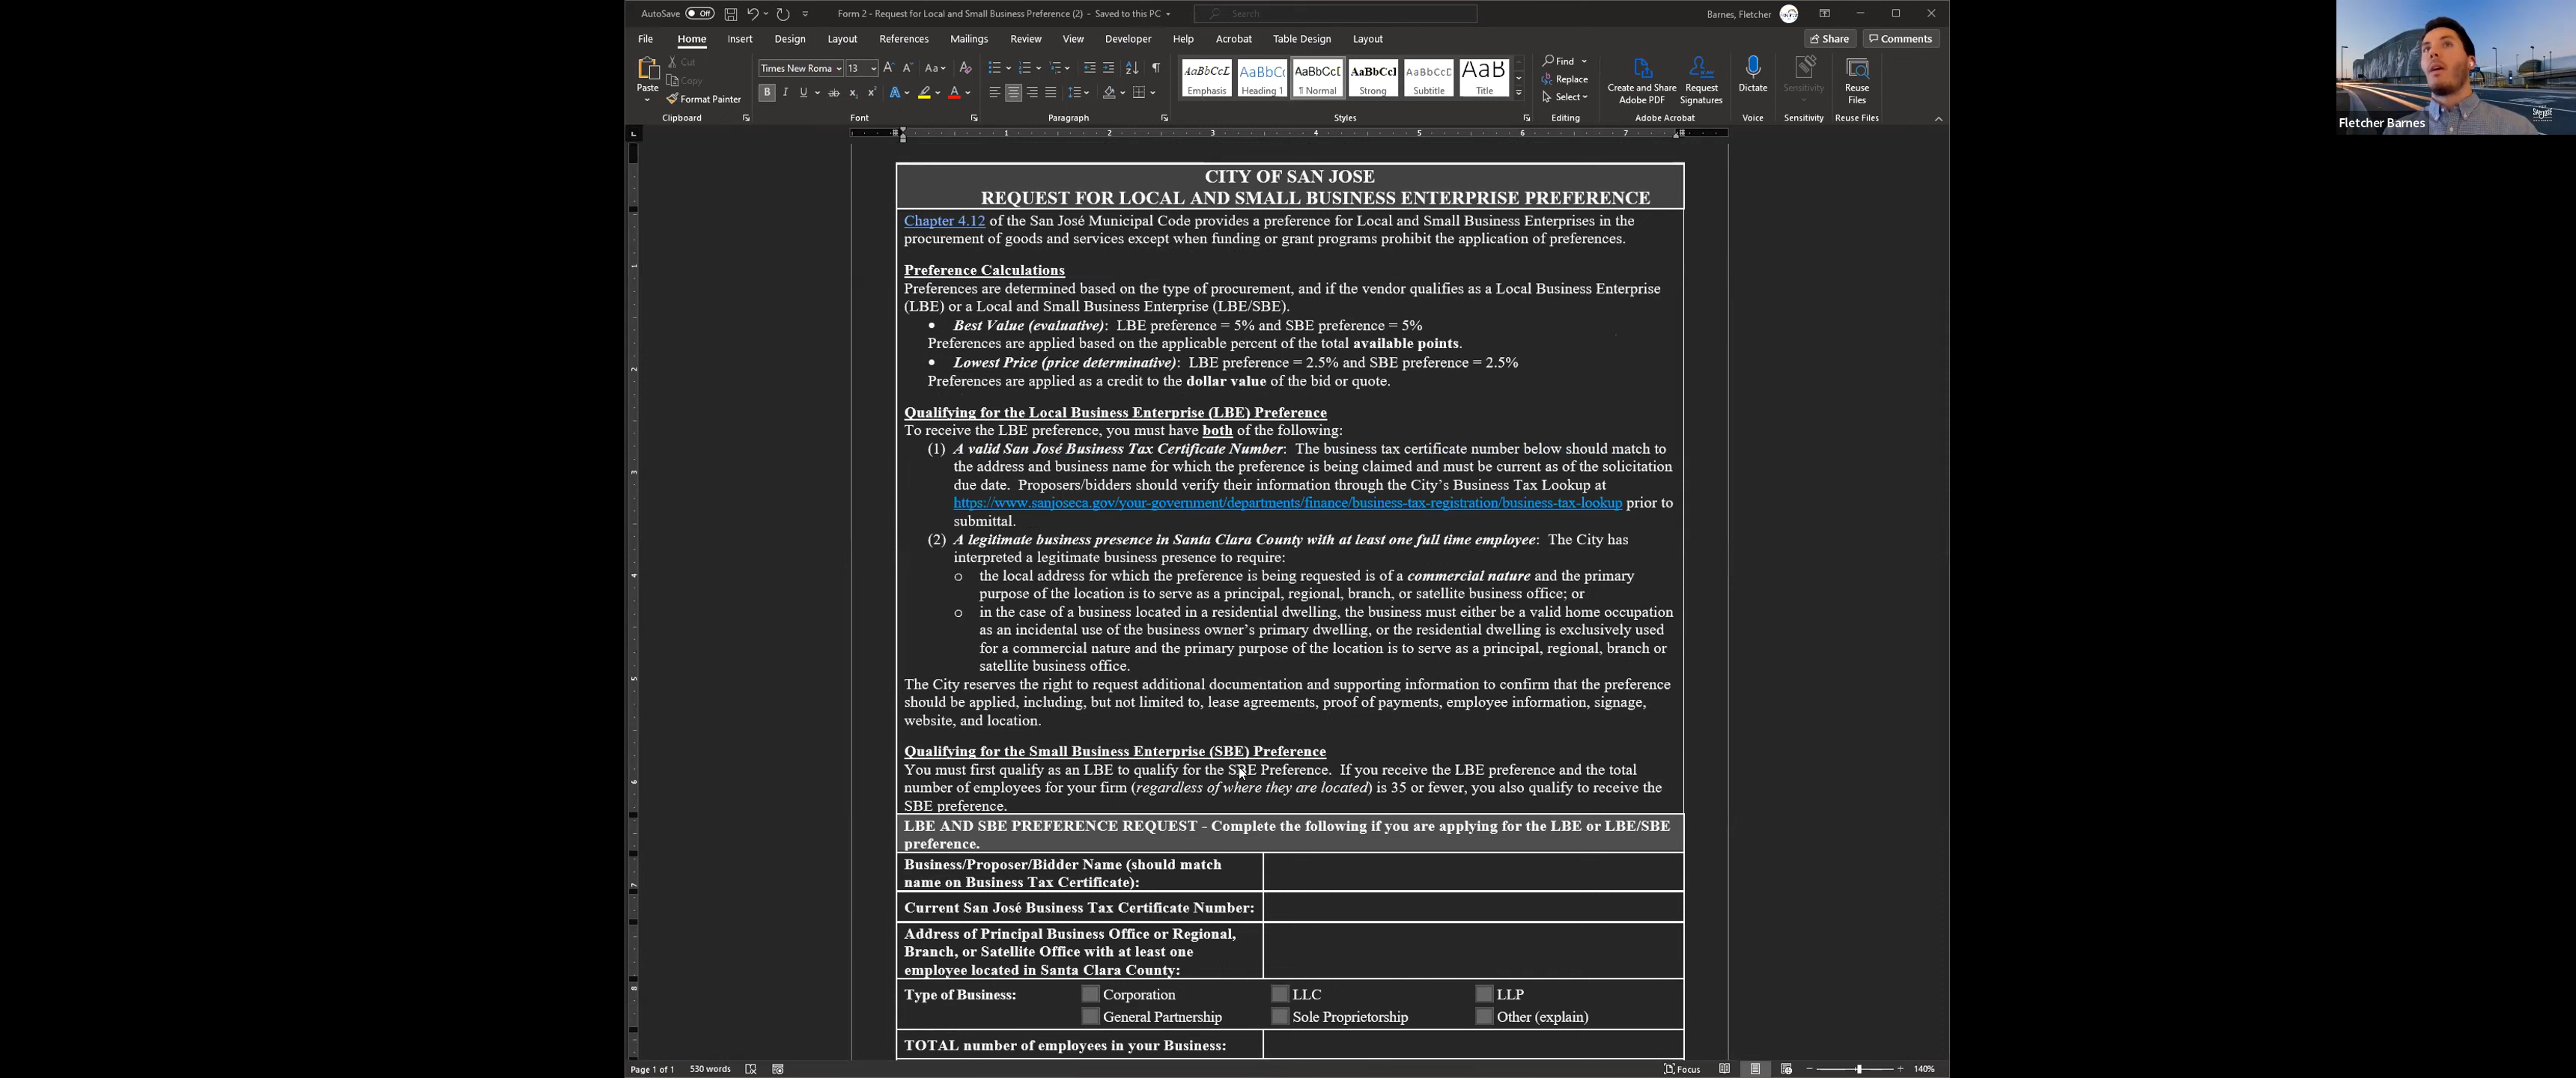 AutoSave Off Form 2 - Request for Local and Small Business Preference (2) - Saved to this PC Search Barnes, Fletcher
File Home Insert Design Layout References Mailings Review View Developer Help Acrobat Table Design Layout Share Comments
Paste Cut Copy Format Painter Clipboard
Times New Roma 13 Aa Font
B I U ab x₂ x² A A
Paragraph
AaBbCcL Emphasis
AaBbCc Heading 1
AaBbCcI ¶ Normal
AaBbCcl Strong
AaBbCcD Subtitle
AaB Title
Styles
Find Replace Select Editing
Create and Share Adobe PDF Request Signatures Adobe Acrobat
Dictate Voice
Sensitivity Sensitivity
Reuse Files Reuse Files
Fletcher Barnes
CITY OF SAN JOSE
REQUEST FOR LOCAL AND SMALL BUSINESS ENTERPRISE PREFERENCE
Chapter 4.12 of the San José Municipal Code provides a preference for Local and Small Business Enterprises in the
procurement of goods and services except when funding or grant programs prohibit the application of preferences.
Preference Calculations
Preferences are determined based on the type of procurement, and if the vendor qualifies as a Local Business Enterprise
(LBE) or a Local and Small Business Enterprise (LBE/SBE).
• Best Value (evaluative): LBE preference = 5% and SBE preference = 5%
Preferences are applied based on the applicable percent of the total available points.
• Lowest Price (price determinative): LBE preference = 2.5% and SBE preference = 2.5%
Preferences are applied as a credit to the dollar value of the bid or quote.
Qualifying for the Local Business Enterprise (LBE) Preference
To receive the LBE preference, you must have both of the following:
(1) A valid San José Business Tax Certificate Number: The business tax certificate number below should match to
the address and business name for which the preference is being claimed and must be current as of the solicitation
due date. Proposers/bidders should verify their information through the City's Business Tax Lookup at
https://www.sanjoseca.gov/your-government/departments/finance/business-tax-registration/business-tax-lookup prior to
submittal.
(2) A legitimate business presence in Santa Clara County with at least one full time employee: The City has
interpreted a legitimate business presence to require:
o the local address for which the preference is being requested is of a commercial nature and the primary
purpose of the location is to serve as a principal, regional, branch, or satellite business office; or
o in the case of a business located in a residential dwelling, the business must either be a valid home occupation
as an incidental use of the business owner's primary dwelling, or the residential dwelling is exclusively used
for a commercial nature and the primary purpose of the location is to serve as a principal, regional, branch or
satellite business office.
The City reserves the right to request additional documentation and supporting information to confirm that the preference
should be applied, including, but not limited to, lease agreements, proof of payments, employee information, signage,
website, and location.
Qualifying for the Small Business Enterprise (SBE) Preference
You must first qualify as an LBE to qualify for the SBE Preference. If you receive the LBE preference and the total
number of employees for your firm (regardless of where they are located) is 35 or fewer, you also qualify to receive the
SBE preference.
LBE AND SBE PREFERENCE REQUEST - Complete the following if you are applying for the LBE or LBE/SBE
preference.
Business/Proposer/Bidder Name (should match
name on Business Tax Certificate):
Current San José Business Tax Certificate Number:
Address of Principal Business Office or Regional,
Branch, or Satellite Office with at least one
employee located in Santa Clara County:
Type of Business: Corporation LLC LLP
General Partnership Sole Proprietorship Other (explain)
TOTAL number of employees in your Business:
Page 1 of 1 530 words Focus 140%